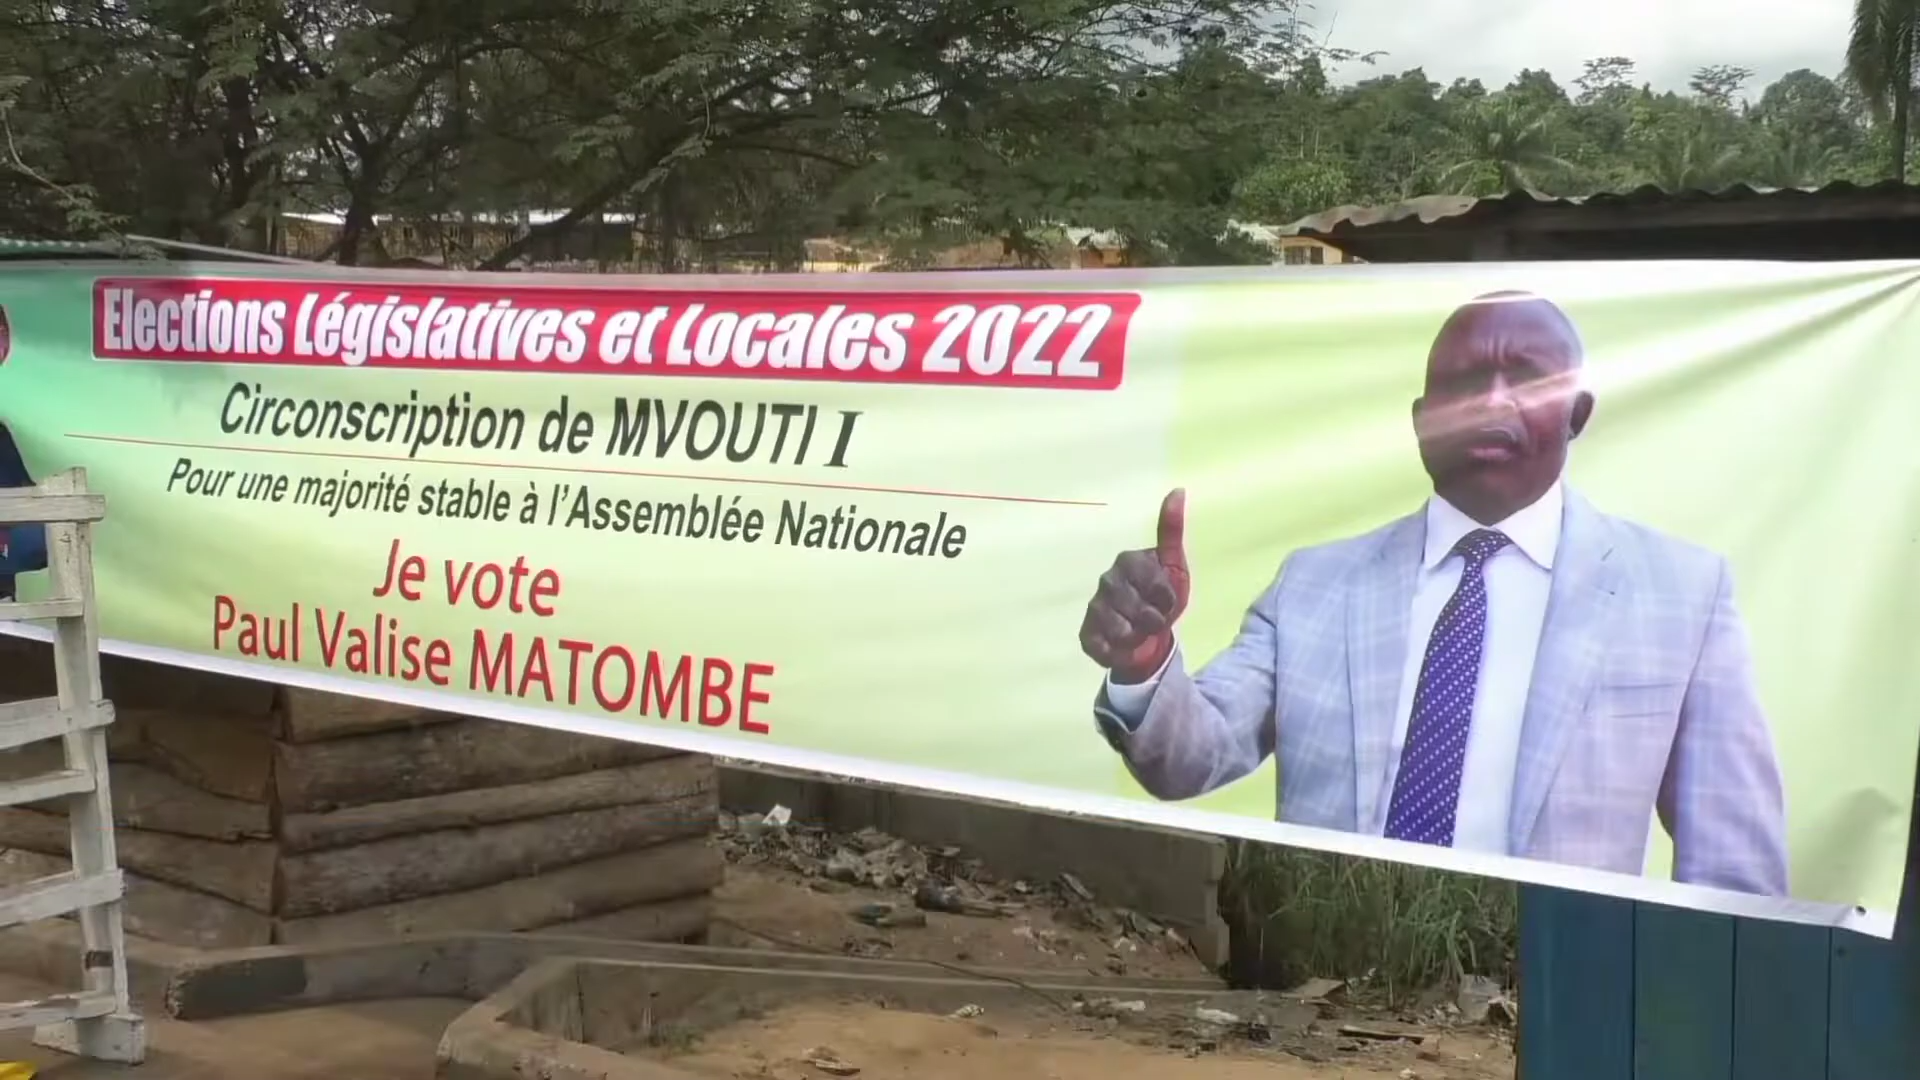 Elections Législatives et Locales 2022
Circonscription de MVOUTI I
Pour une majorité stable à l'Assemblée Nationale
Je vote
Paul Valise MATOMBE